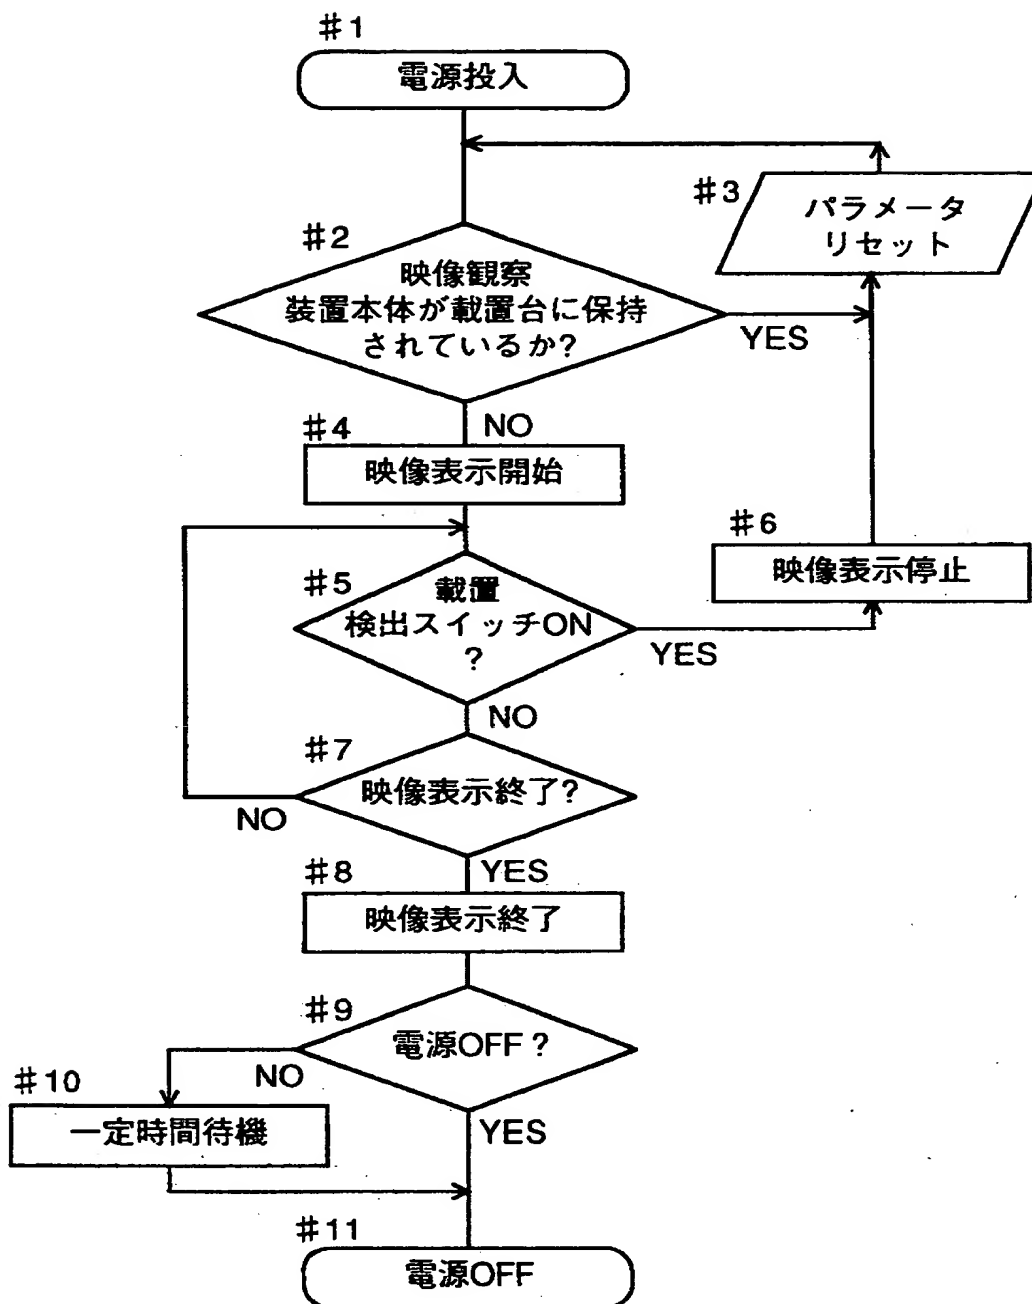 #1
電源投入
#3
パラメータ
リセット
#2
映像観察
装置本体が載置台に保持
されているか?
YES
NO
#4
映像表示開始
#6
映像表示停止
#5
載置
検出スイッチON
?
YES
NO
#7
映像表示終了?
NO
YES
#8
映像表示終了
#9
電源OFF?
NO
YES
#10
一定時間待機
#11
電源OFF